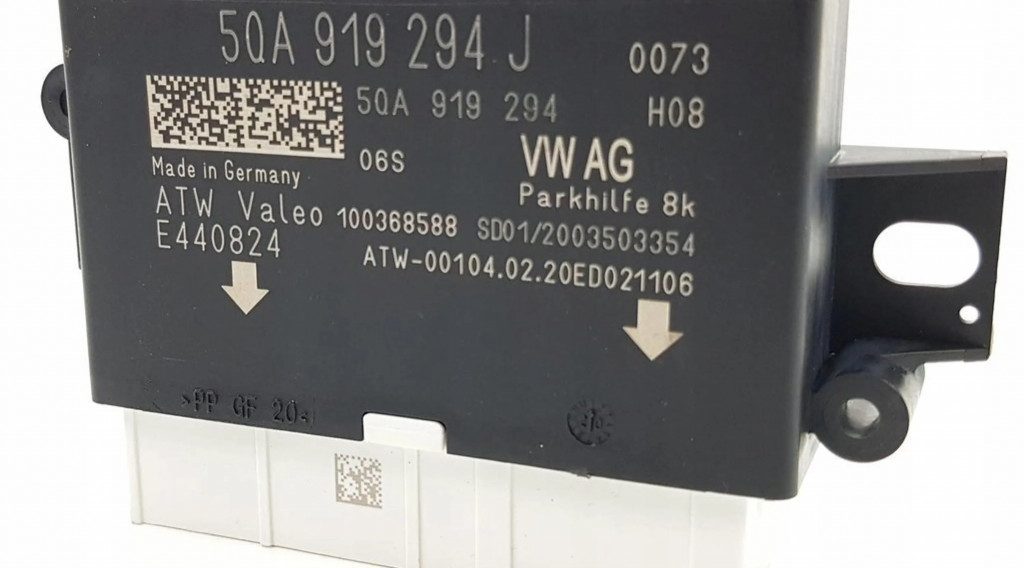 5QA 919 294 J 0073
5QA 919 294 H08
06S VW AG
Made in Germany Parkhilfe 8k
ATW Valeo 100368588 SD01/2003503354
E440824 ATW-00104.02.20ED021106
>PP GF 20<